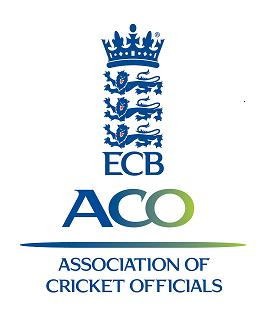 ECB
ACO
ASSOCIATION OF
CRICKET OFFICIALS